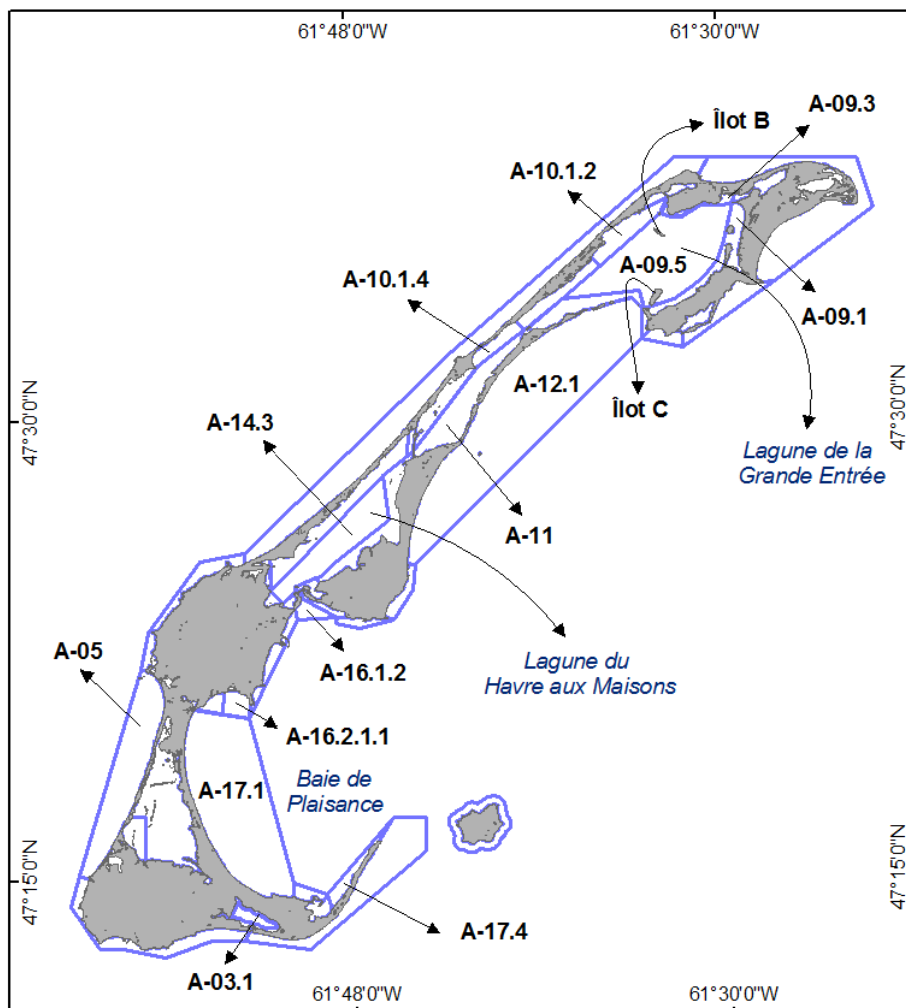 61°48'0"W
61°30'0"W
A-09.3
Îlot B
A-10.1.2
A-09.5
A-10.1.4
A-09.1
A-12.1
Îlot C
47°30'0"N
47°30'0"N
A-14.3
Lagune de la
Grande Entrée
A-11
A-05
A-16.1.2
Lagune du
Havre aux Maisons
A-16.2.1.1
A-17.1
Baie de
Plaisance
47°15'0"N
47°15'0"N
A-17.4
A-03.1
61°48'0"W
61°30'0"W